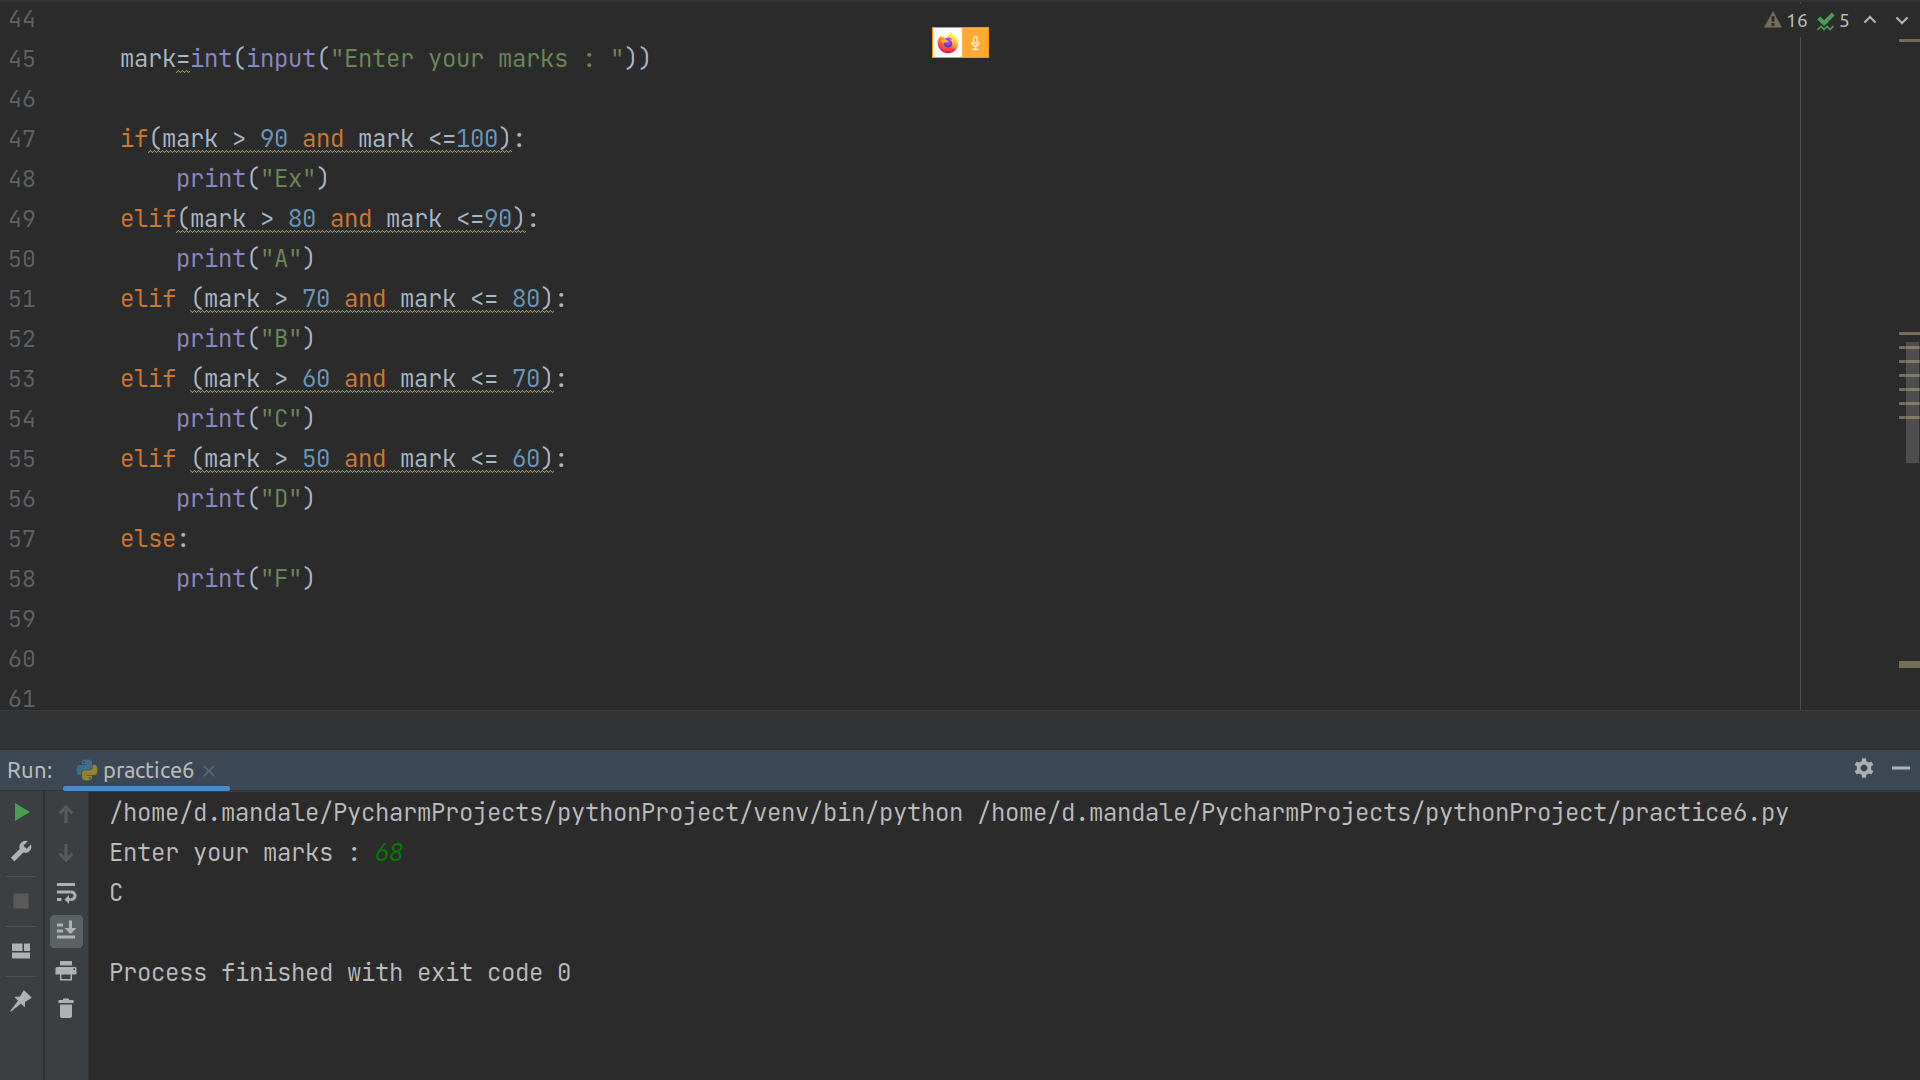 16 5
44
45 mark=int(input("Enter your marks : "))
46
47 if(mark > 90 and mark <=100):
48 print("Ex")
49 elif(mark > 80 and mark <=90):
50 print("A")
51 elif (mark > 70 and mark <= 80):
52 print("B")
53 elif (mark > 60 and mark <= 70):
54 print("C")
55 elif (mark > 50 and mark <= 60):
56 print("D")
57 else:
58 print("F")
59
60
61
Run: practice6
/home/d.mandale/PycharmProjects/pythonProject/venv/bin/python /home/d.mandale/PycharmProjects/pythonProject/practice6.py
Enter your marks : 68
C
Process finished with exit code 0